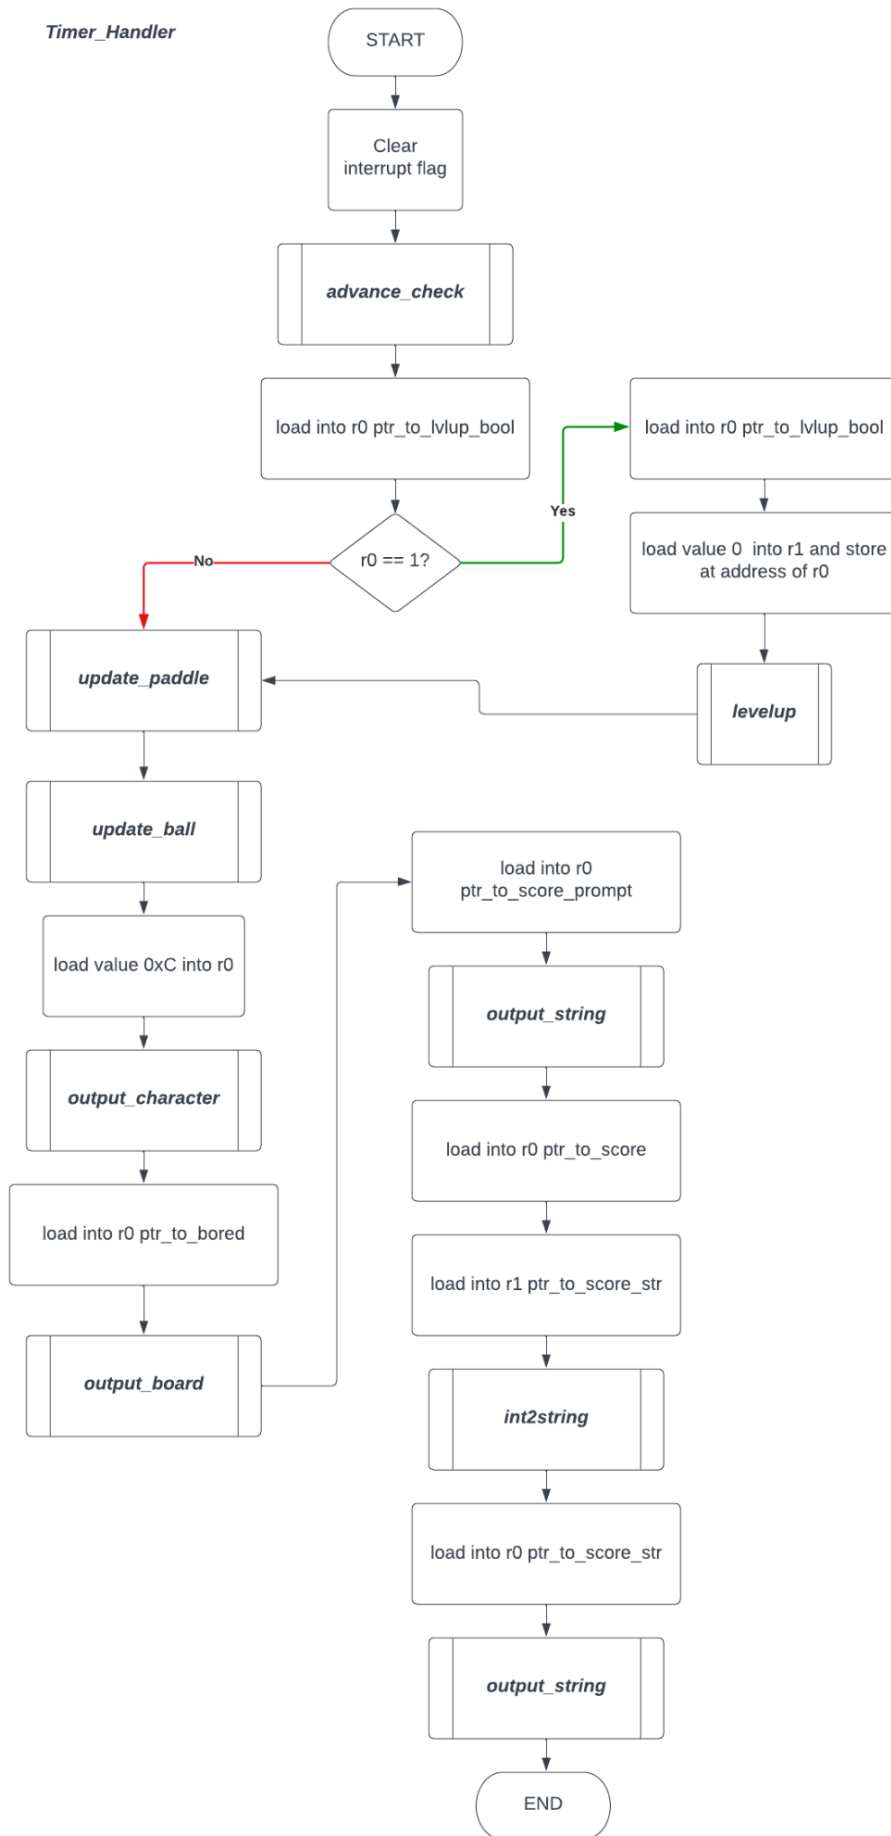 Timer_Handler
START
Clear
interrupt flag
advance_check
load into r0 ptr_to_lvlup_bool
r0 == 1?
No
Yes
load into r0 ptr_to_lvlup_bool
load value 0  into r1 and store
at address of r0
levelup
update_paddle
update_ball
load value 0xC into r0
output_character
load into r0 ptr_to_bored
output_board
load into r0
ptr_to_score_prompt
output_string
load into r0 ptr_to_score
load into r1 ptr_to_score_str
int2string
load into r0 ptr_to_score_str
output_string
END